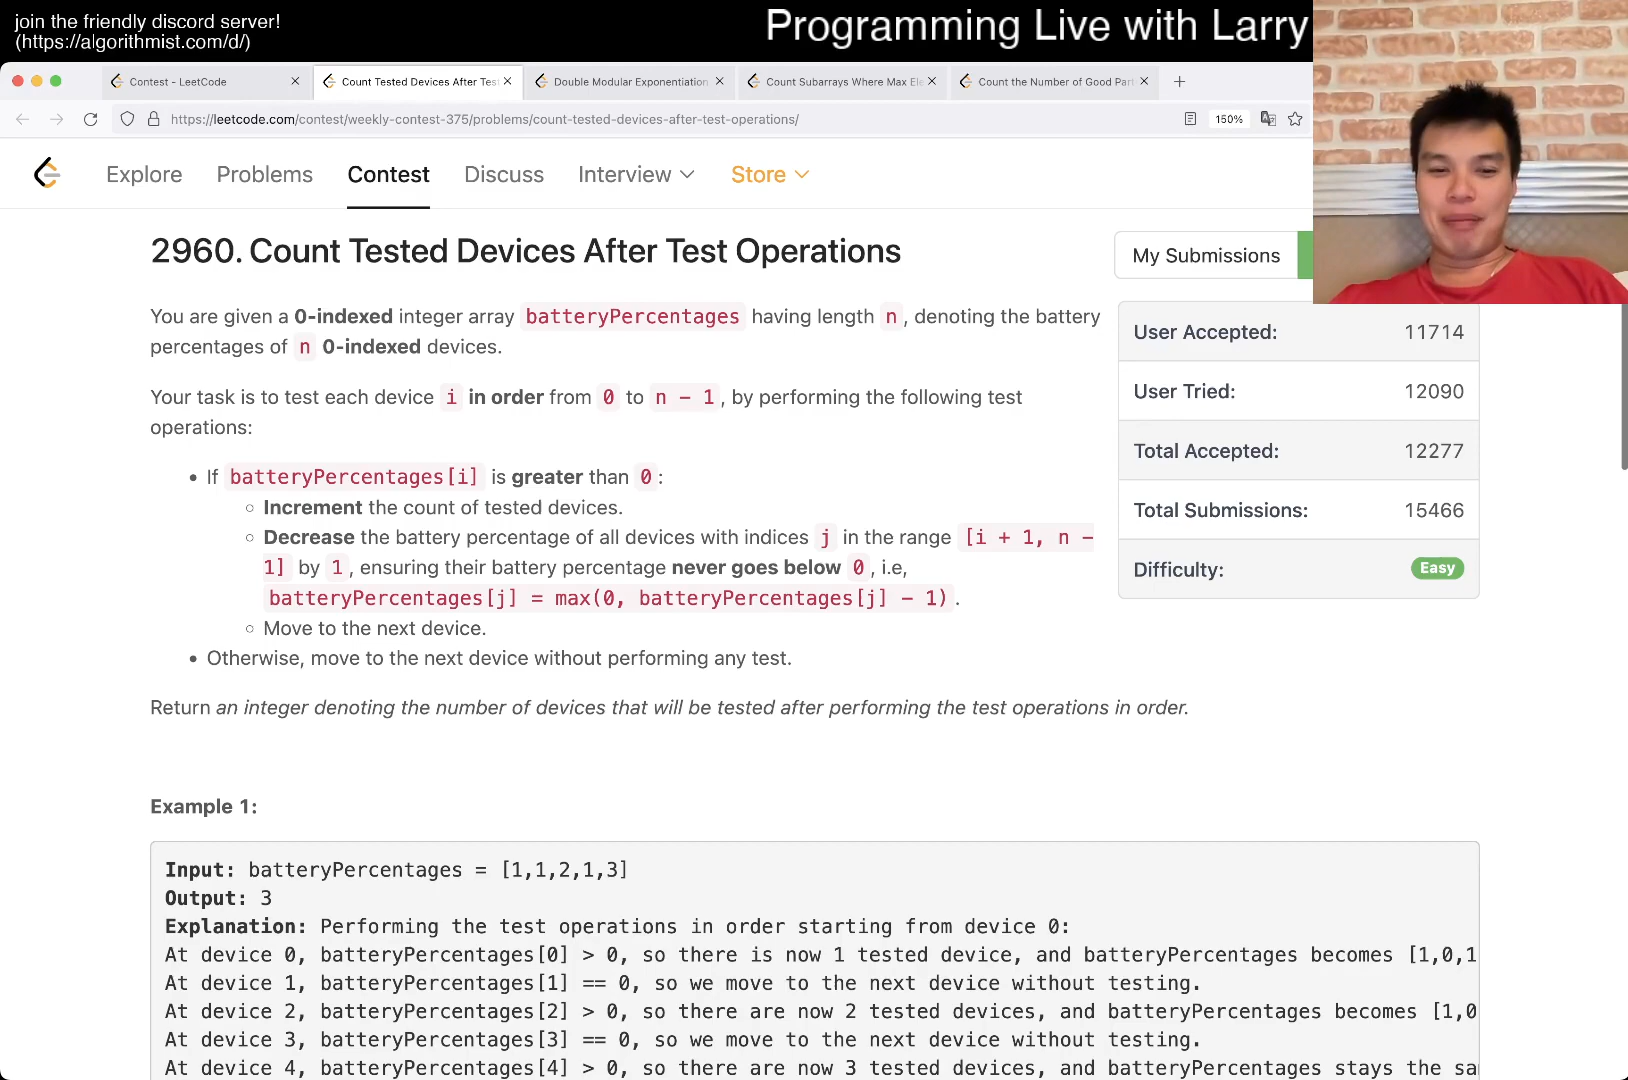 join the friendly discord server!
(https://algorithmist.com/d/)
Programming Live with Larry
Contest - LeetCode
Count Tested Devices After Test
Double Modular Exponentiation
Count Subarrays Where Max Ele
Count the Number of Good Part
https://leetcode.com/contest/weekly-contest-375/problems/count-tested-devices-after-test-operations/
150%
Explore Problems Contest Discuss Interview Store
2960. Count Tested Devices After Test Operations
My Submissions
You are given a 0-indexed integer array batteryPercentages having length n, denoting the battery
percentages of n 0-indexed devices.
Your task is to test each device i in order from 0 to n - 1, by performing the following test
operations:
• If batteryPercentages[i] is greater than 0:
◦ Increment the count of tested devices.
◦ Decrease the battery percentage of all devices with indices j in the range [i + 1, n -
1] by 1, ensuring their battery percentage never goes below 0, i.e,
batteryPercentages[j] = max(0, batteryPercentages[j] - 1).
◦ Move to the next device.
• Otherwise, move to the next device without performing any test.
Return an integer denoting the number of devices that will be tested after performing the test operations in order.
User Accepted: 11714
User Tried: 12090
Total Accepted: 12277
Total Submissions: 15466
Difficulty: Easy
Example 1:
Input: batteryPercentages = [1,1,2,1,3]
Output: 3
Explanation: Performing the test operations in order starting from device 0:
At device 0, batteryPercentages[0] > 0, so there is now 1 tested device, and batteryPercentages becomes [1,0,1
At device 1, batteryPercentages[1] == 0, so we move to the next device without testing.
At device 2, batteryPercentages[2] > 0, so there are now 2 tested devices, and batteryPercentages becomes [1,0
At device 3, batteryPercentages[3] == 0, so we move to the next device without testing.
At device 4, batteryPercentages[4] > 0, so there are now 3 tested devices, and batteryPercentages stays the sa